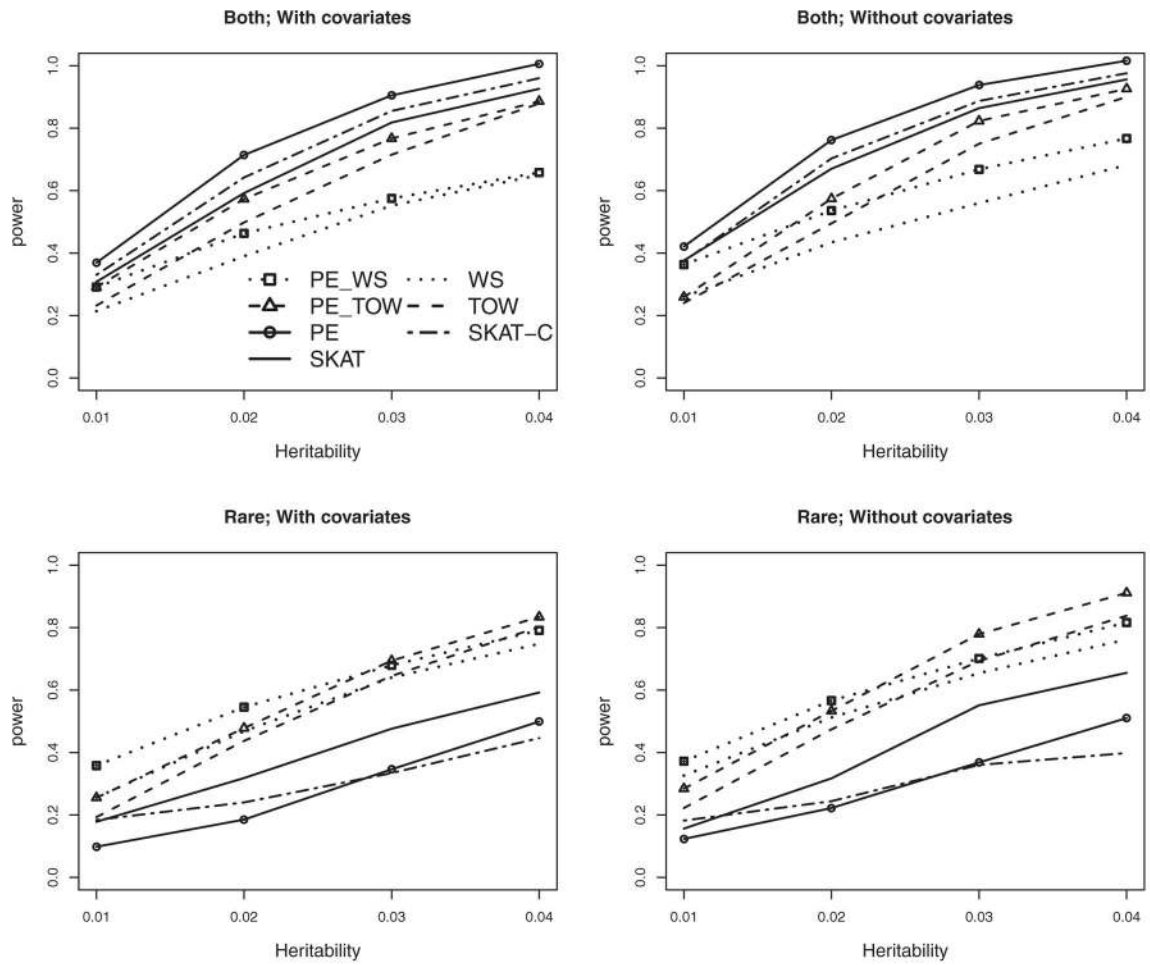 Both; With covariates
power
1.0
0.8
0.6
0.4
0.2
0.0
PE_WS
WS
PE_TOW
TOW
PE
SKAT-C
SKAT
0.01 0.02 0.03 0.04
Heritability
Both; Without covariates
power
1.0
0.8
0.6
0.4
0.2
0.0
0.01 0.02 0.03 0.04
Heritability
Rare; With covariates
power
1.0
0.8
0.6
0.4
0.2
0.0
0.01 0.02 0.03 0.04
Heritability
Rare; Without covariates
power
1.0
0.8
0.6
0.4
0.2
0.0
0.01 0.02 0.03 0.04
Heritability